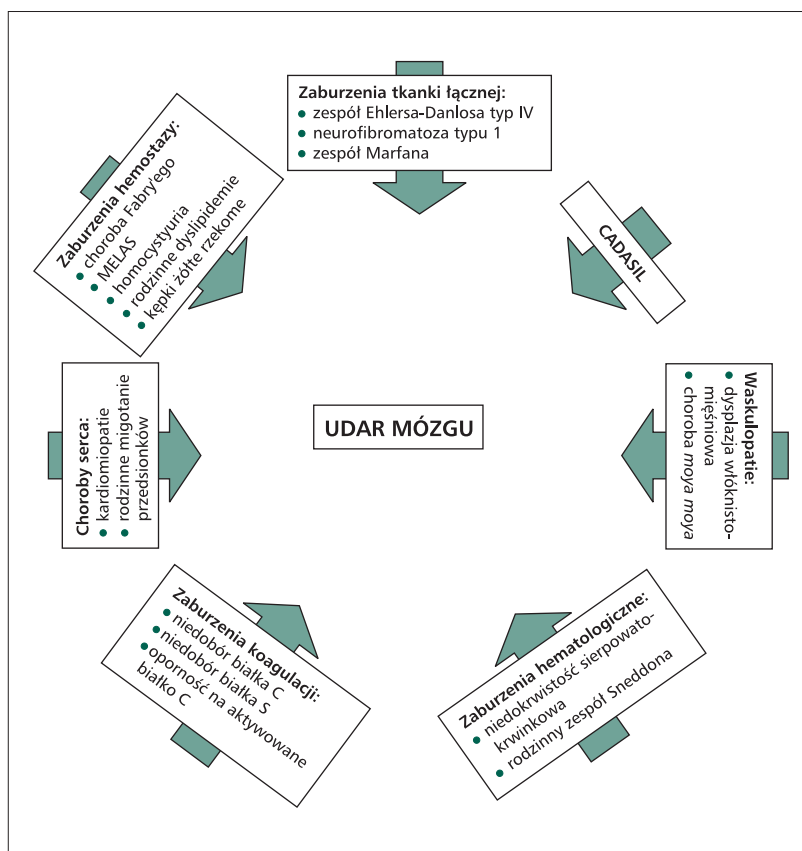 Zaburzenia tkanki łącznej:
● zespół Ehlersa-Danlosa typ IV
● neurofibromatoza typu 1
● zespół Marfana
CADASIL
Waskulopatie:
● dysplazja włóknisto-
mięśniowa
● choroba moya moya
Zaburzenia hematologiczne:
● niedokrwistość sierpowato-
krwinkowa
● rodzinny zespół Sneddona
Zaburzenia koagulacji:
● niedobór białka C
● niedobór białka S
● oporność na aktywowane
białko C
Choroby serca:
● kardiomiopatie
● rodzinne migotanie
przedsionków
Zaburzenia hemostazy:
● choroba Fabry’ego
● MELAS
● homocystyuria
● rodzinne dyslipidemie
● kępki żółte rzekome
UDAR MÓZGU